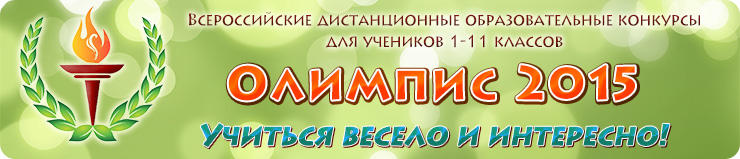 Всероссийские дистанционные образовательные конкурсы
для учеников 1-11 классов
Олимпис 2015
Учиться весело и интересно!